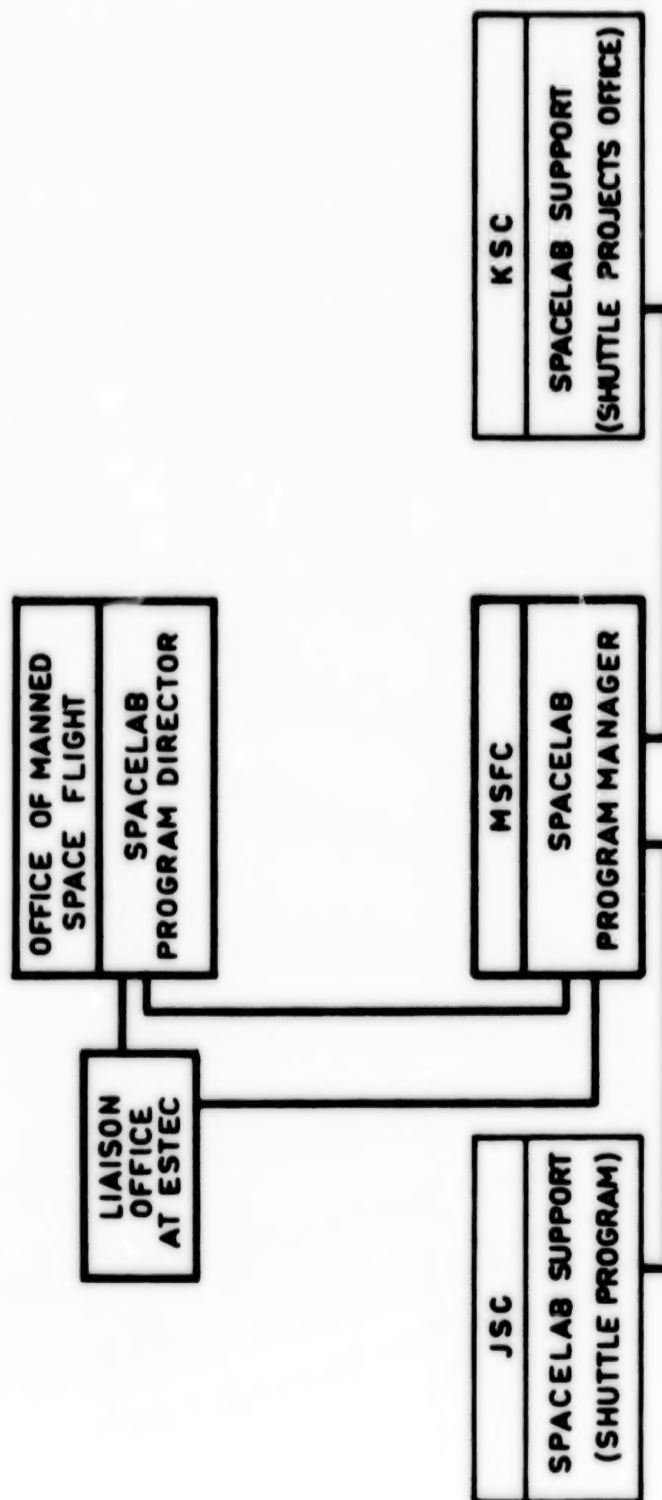 OFFICE OF MANNED
SPACE FLIGHT
SPACELAB
PROGRAM DIRECTOR
LIAISON
OFFICE
AT ESTEC
JSC
SPACELAB SUPPORT
(SHUTTLE PROGRAM)
MSFC
SPACELAB
PROGRAM MANAGER
KSC
SPACELAB SUPPORT
(SHUTTLE PROJECTS OFFICE)